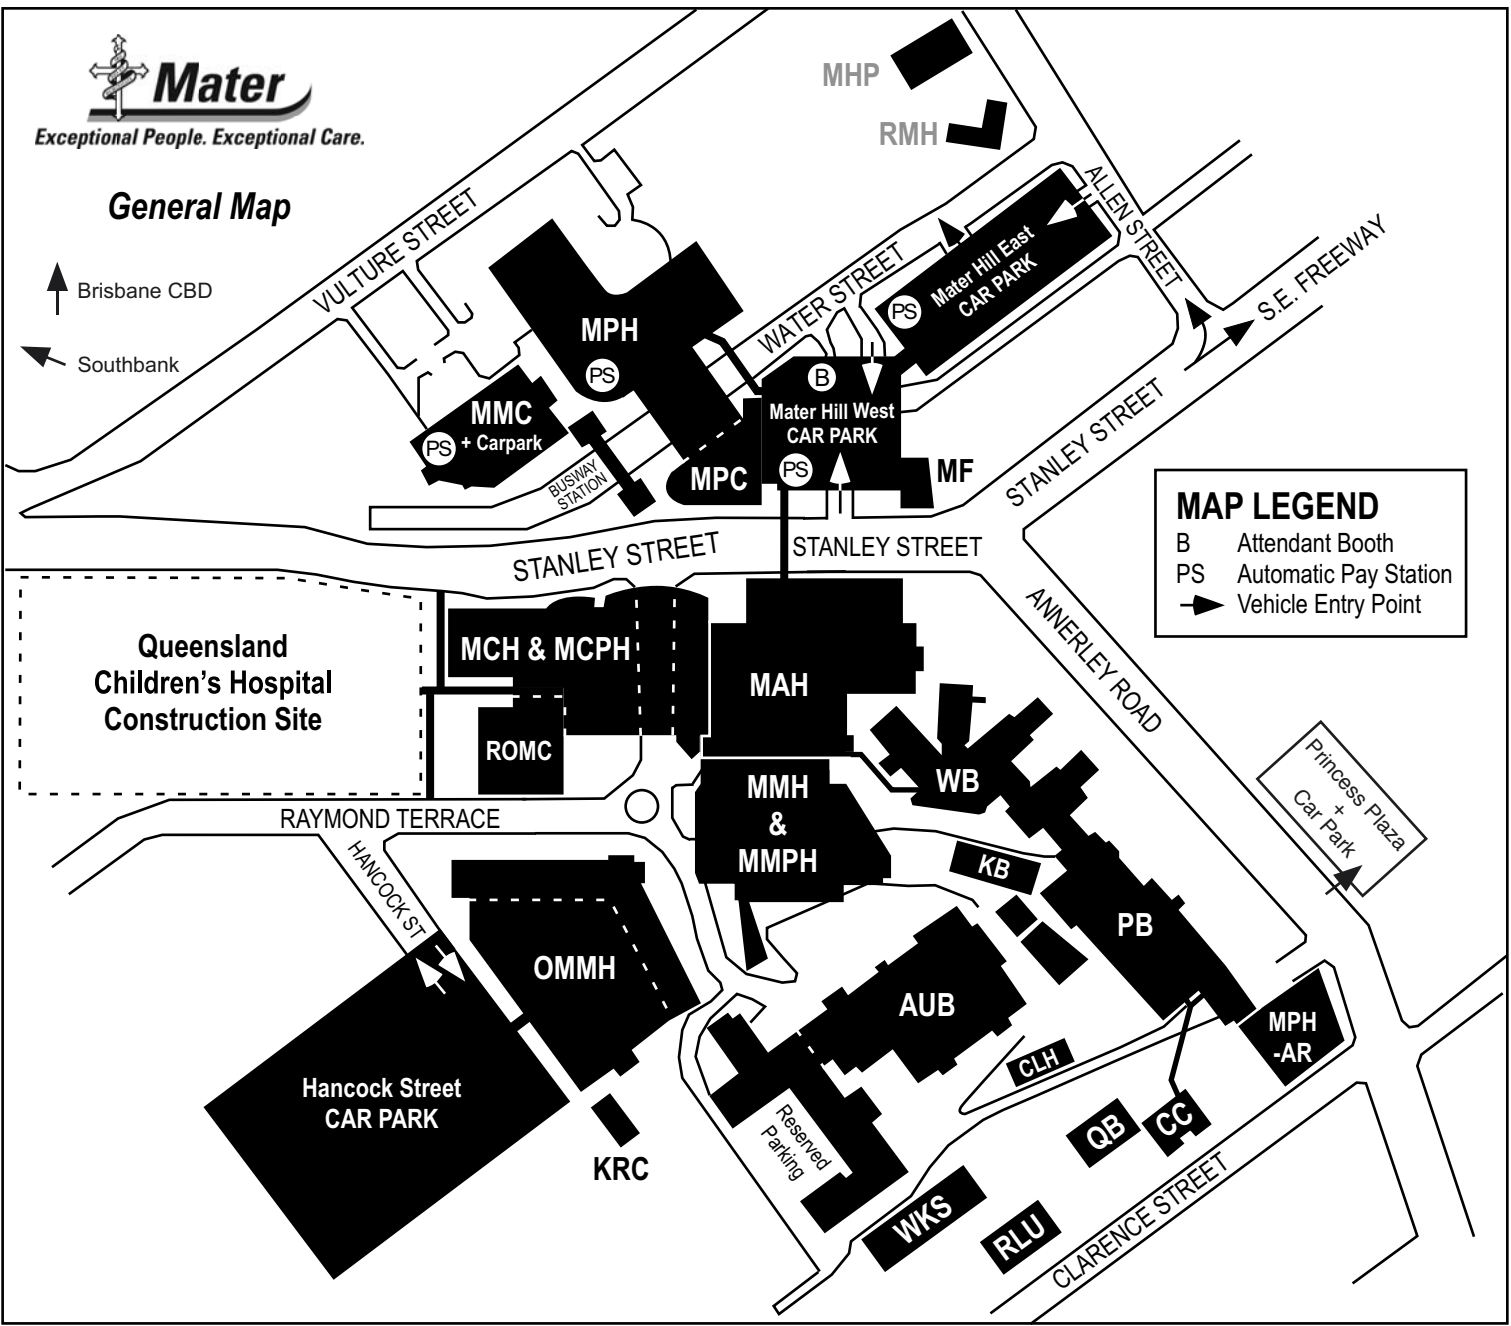 Mater
Exceptional People. Exceptional Care.
General Map
Brisbane CBD
Southbank
MHP
RMH
VULTURE STREET
ALLEN STREET
WATER STREET
Mater Hill East
CAR PARK
PS
S.E. FREEWAY
MPH
PS
B
Mater Hill West
CAR PARK
PS
MMC
+ Carpark
PS
BUSWAY
STATION
MPC
MF
STANLEY STREET
STANLEY STREET
STANLEY STREET
MAP LEGEND
B Attendant Booth
PS Automatic Pay Station
Vehicle Entry Point
Queensland
Children's Hospital
Construction Site
MCH & MCPH
MAH
ROMC
ANNERLEY ROAD
WB
MMH
&
MMPH
Princess Plaza
+
Car Park
RAYMOND TERRACE
HANCOCK ST
KB
PB
OMMH
AUB
MPH
-AR
CLH
Hancock Street
CAR PARK
KRC
Reserved
Parking
QB
CC
WKS
RLU
CLARENCE STREET